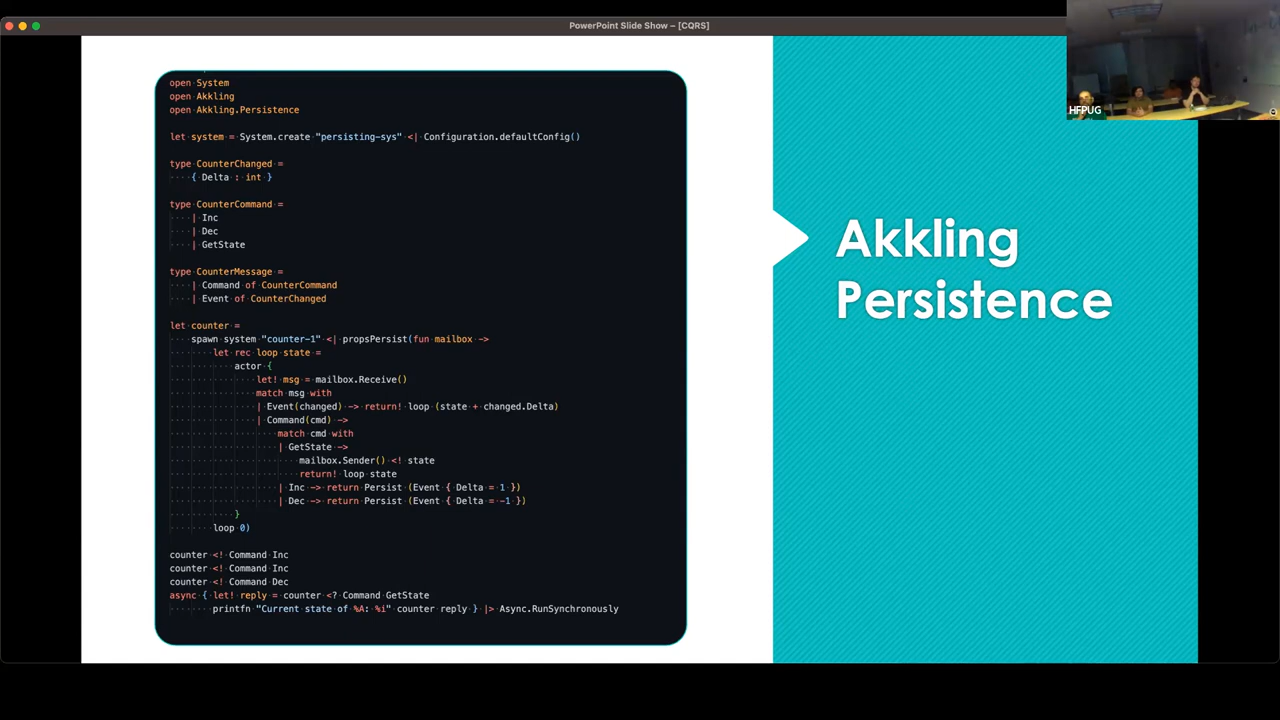 PowerPoint Slide Show – [CQRS]
open System
open Akkling
open Akkling.Persistence
let system = System.create "persisting-sys" <| Configuration.defaultConfig()
type CounterChanged =
    { Delta : int }
type CounterCommand =
    | Inc
    | Dec
    | GetState
type CounterMessage =
    | Command of CounterCommand
    | Event of CounterChanged
let counter =
    spawn system "counter-1" <| propsPersist(fun mailbox ->
        let rec loop state =
            actor {
                let! msg = mailbox.Receive()
                match msg with
                | Event(changed) -> return! loop (state + changed.Delta)
                | Command(cmd) ->
                    match cmd with
                    | GetState ->
                        mailbox.Sender() <! state
                        return! loop state
                    | Inc -> return Persist (Event { Delta = 1 })
                    | Dec -> return Persist (Event { Delta = -1 })
            }
        loop 0)
counter <! Command Inc
counter <! Command Inc
counter <! Command Dec
async { let! reply = counter <? Command GetState
        printfn "Current state of %A: %i" counter reply } |> Async.RunSynchronously
Akkling
Persistence
HFPUG